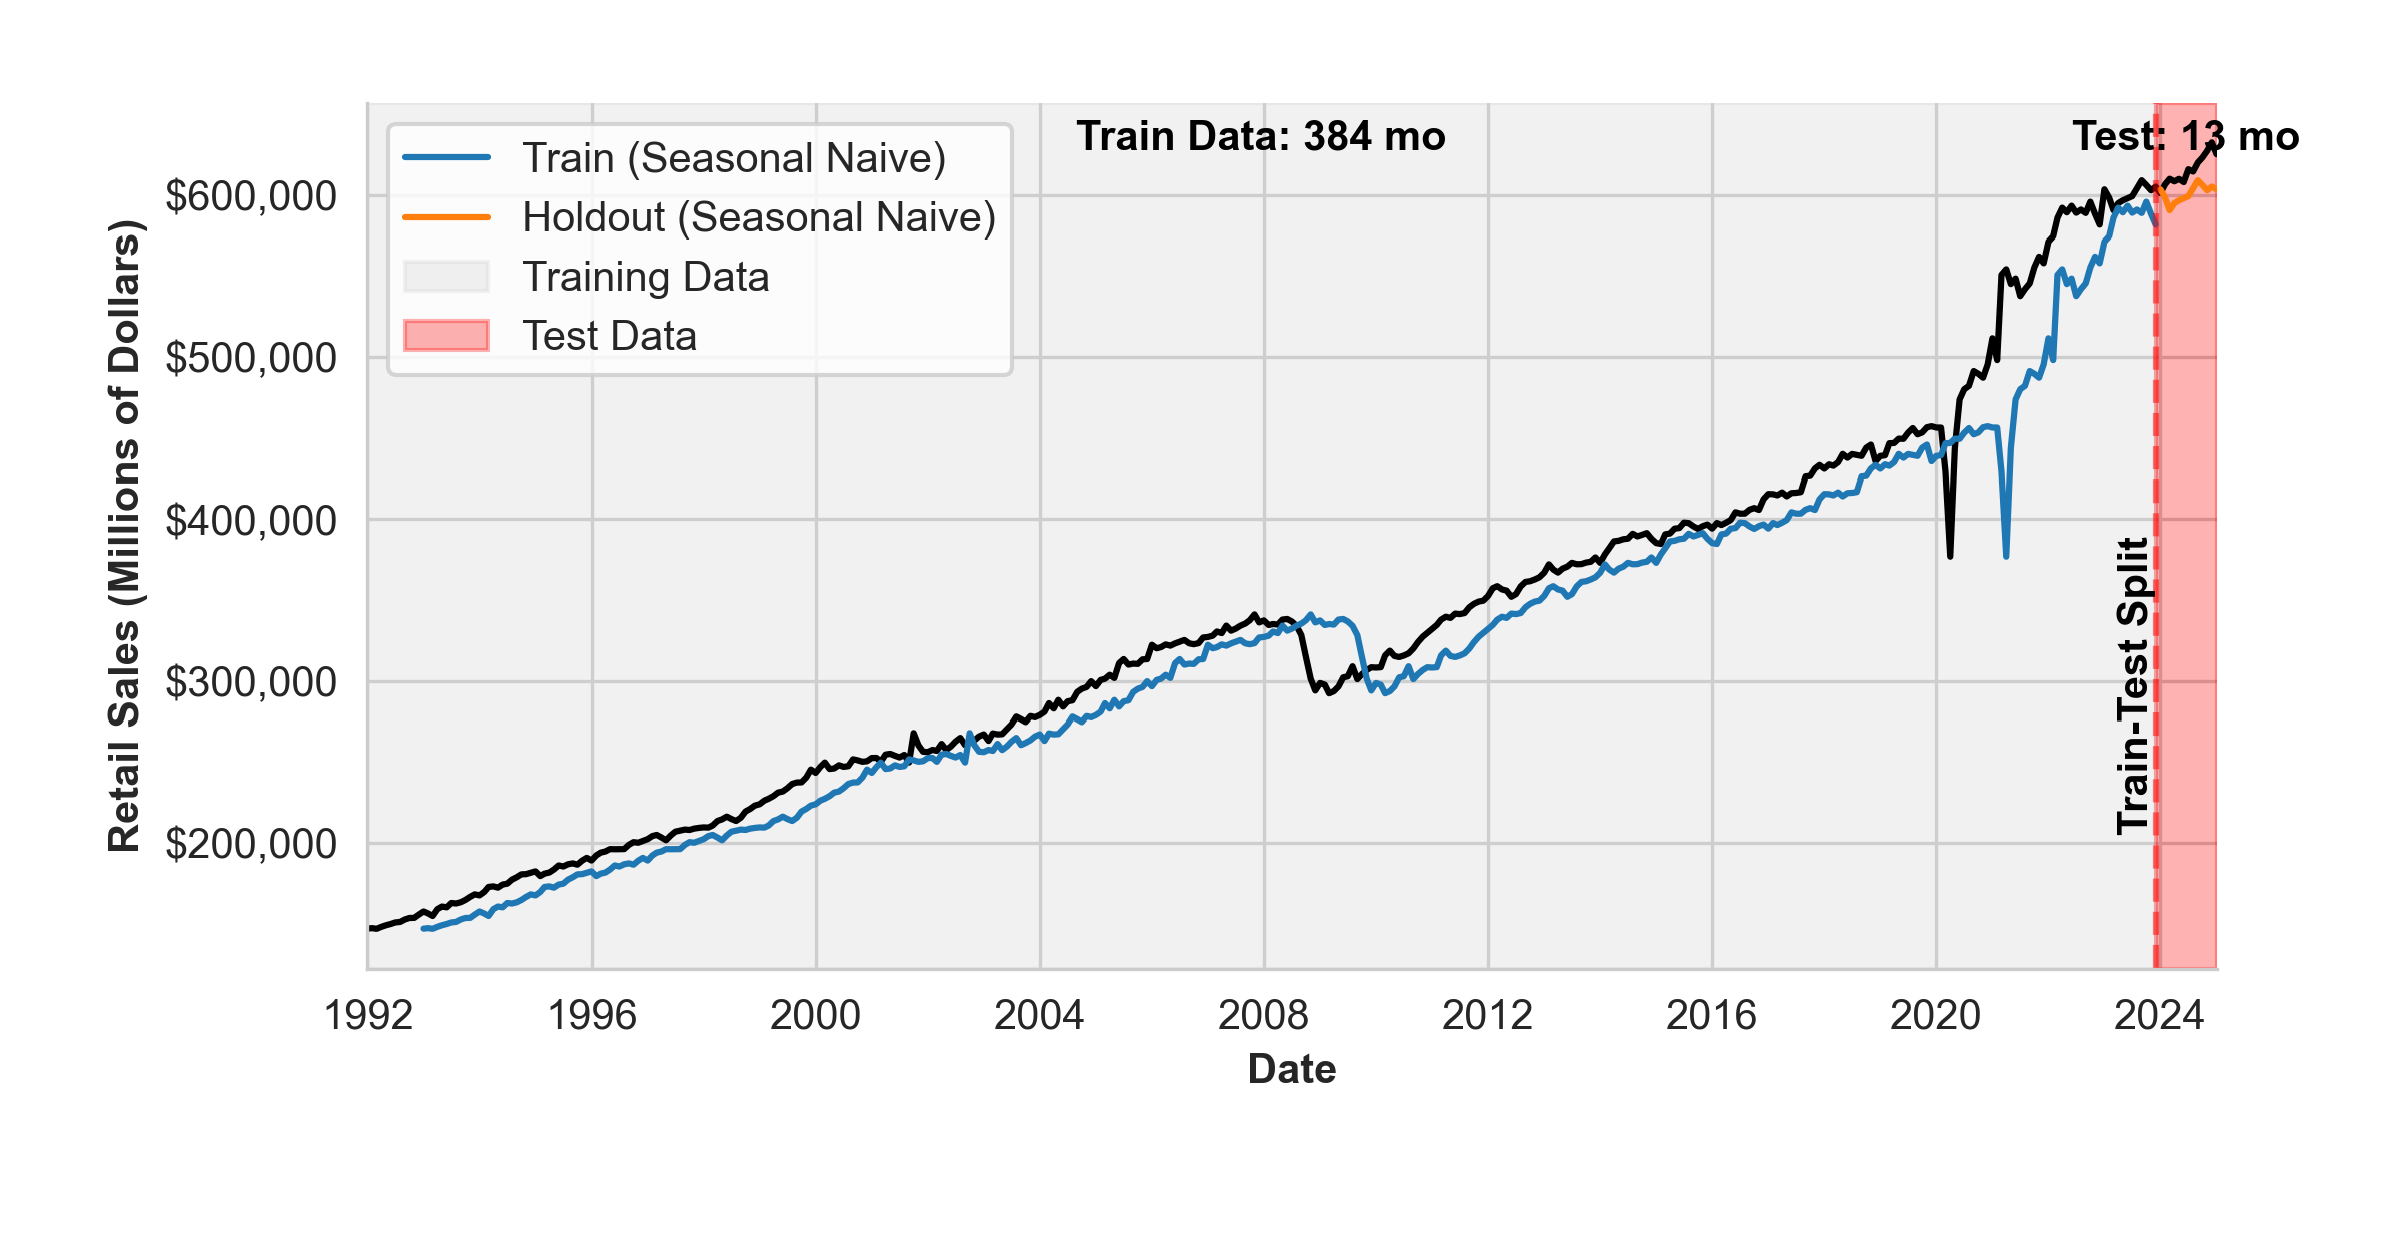 Train Data: 384 mo
Test: 13 mo
Train (Seasonal Naive)
Holdout (Seasonal Naive)
Training Data
Test Data
Retail Sales (Millions of Dollars)
$600,000
$500,000
$400,000
$300,000
$200,000
Train-Test Split
1992 1996 2000 2004 2008 2012 2016 2020 2024
Date